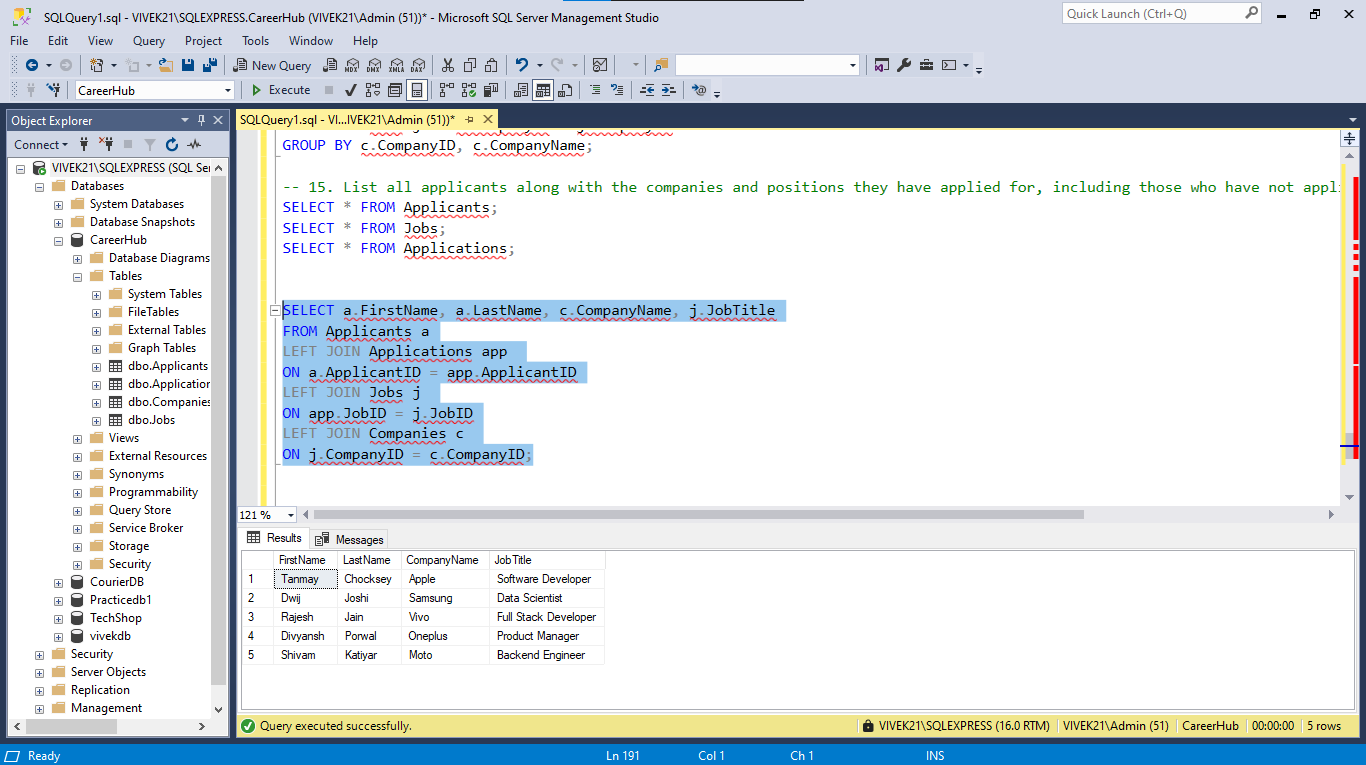 SQLQuery1.sql - VIVEK21\SQLEXPRESS.CareerHub (VIVEK21\Admin (51))* - Microsoft SQL Server Management Studio
Quick Launch (Ctrl+Q)
File Edit View Query Project Tools Window Help
New Query
MDX DMX XMLA DAX
CareerHub
Execute
Object Explorer
SQLQuery1.sql - VI...IVEK21\Admin (51))*
Connect
VIVEK21\SQLEXPRESS (SQL Ser
Databases
System Databases
Database Snapshots
CareerHub
Database Diagrams
Tables
System Tables
FileTables
External Tables
Graph Tables
dbo.Applicants
dbo.Application
dbo.Companies
dbo.Jobs
Views
External Resources
Synonyms
Programmability
Query Store
Service Broker
Storage
Security
CourierDB
Practicedb1
TechShop
vivekdb
Security
Server Objects
Replication
Management
GROUP BY c.CompanyID, c.CompanyName;
-- 15. List all applicants along with the companies and positions they have applied for, including those who have not appl
SELECT * FROM Applicants;
SELECT * FROM Jobs;
SELECT * FROM Applications;
SELECT a.FirstName, a.LastName, c.CompanyName, j.JobTitle
FROM Applicants a
LEFT JOIN Applications app
ON a.ApplicantID = app.ApplicantID
LEFT JOIN Jobs j
ON app.JobID = j.JobID
LEFT JOIN Companies c
ON j.CompanyID = c.CompanyID;
121 %
Results Messages
FirstName LastName CompanyName JobTitle
1 Tanmay Chocksey Apple Software Developer
2 Dwij Joshi Samsung Data Scientist
3 Rajesh Jain Vivo Full Stack Developer
4 Divyansh Porwal Oneplus Product Manager
5 Shivam Katiyar Moto Backend Engineer
Query executed successfully.
VIVEK21\SQLEXPRESS (16.0 RTM) VIVEK21\Admin (51) CareerHub 00:00:00 5 rows
Ready Ln 191 Col 1 Ch 1 INS